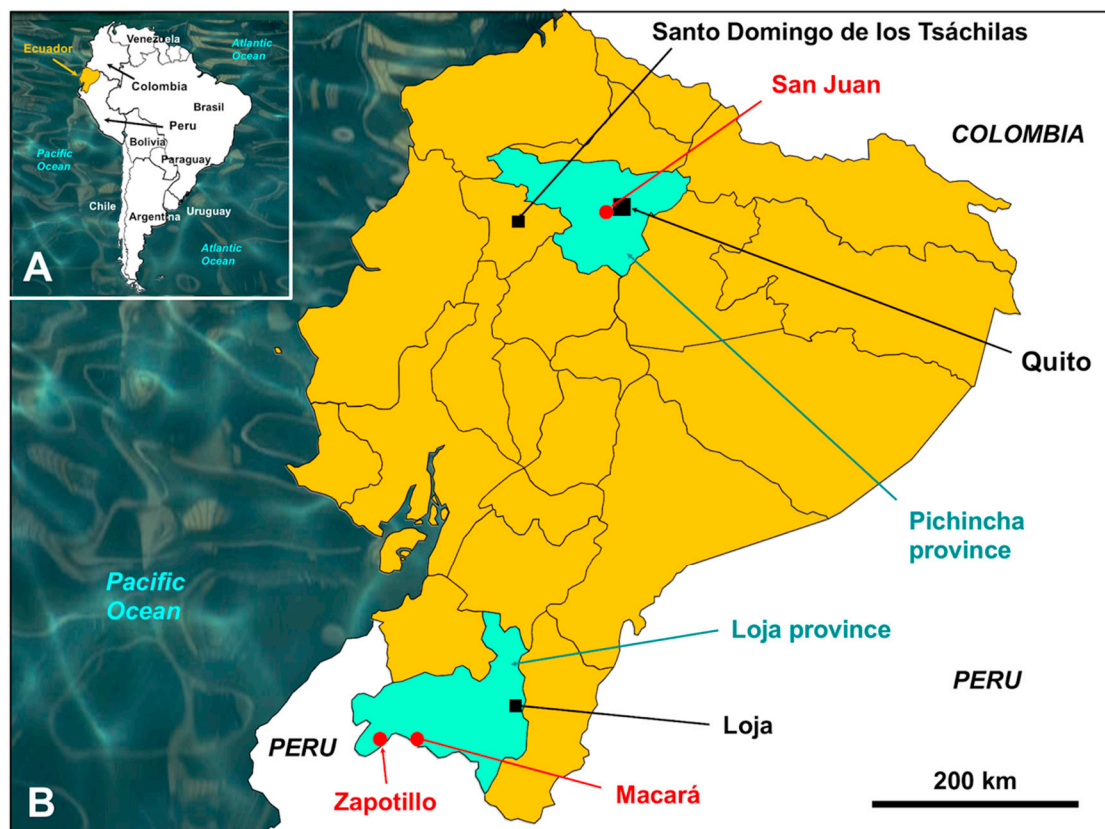 Venezuela
Atlantic
Ocean
Ecuador
Colombia
Brasil
Peru
Pacific
Ocean
Bolivia
Paraguay
Chile
Uruguay
Argentina
Atlantic
Ocean
A
Santo Domingo de los Tsáchilas
San Juan
COLOMBIA
Quito
Pichincha
province
Pacific
Ocean
Loja province
PERU
Loja
PERU
Zapotillo
Macará
200 km
B